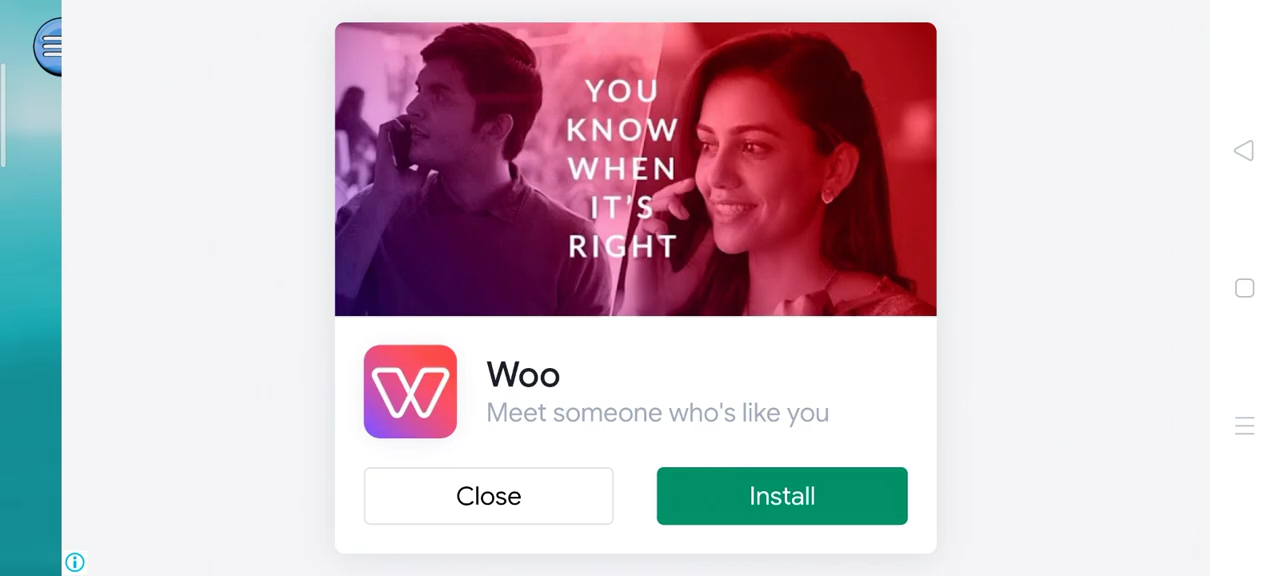 YOU
KNOW
WHEN
IT'S
RIGHT
Woo
Meet someone who's like you
Close
Install